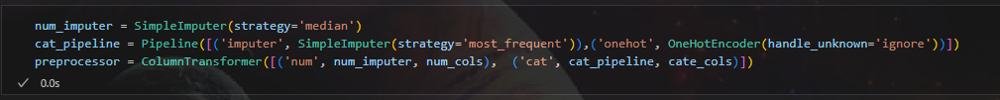 num_imputer = SimpleImputer(strategy='median')
cat_pipeline = Pipeline([('imputer', SimpleImputer(strategy='most_frequent')),('onehot', OneHotEncoder(handle_unknown='ignore'))])
preprocessor = ColumnTransformer([('num', num_imputer, num_cols),  ('cat', cat_pipeline, cate_cols)])
✓ 0.0s